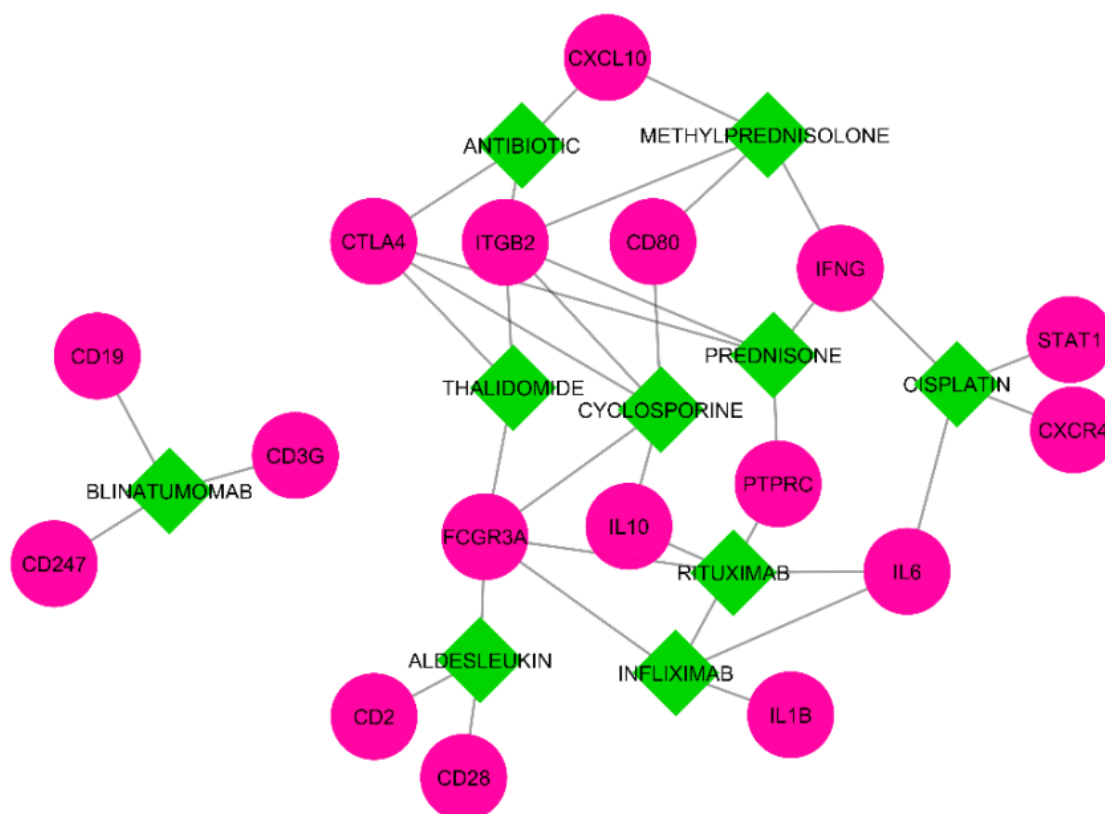 CXCL10
METHYLPREDNISOLONE
ANTIBIOTIC
CTLA4
ITGB2
CD80
IFNG
STAT1
CD19
PREDNISONE
CISPLATIN
THALIDOMIDE
CYCLOSPORINE
CXCR4
CD3G
BLINATUMOMAB
PTPRC
IL10
FCGR3A
CD247
RITUXIMAB
IL6
ALDESLEUKIN
INFLIXIMAB
CD2
IL1B
CD28